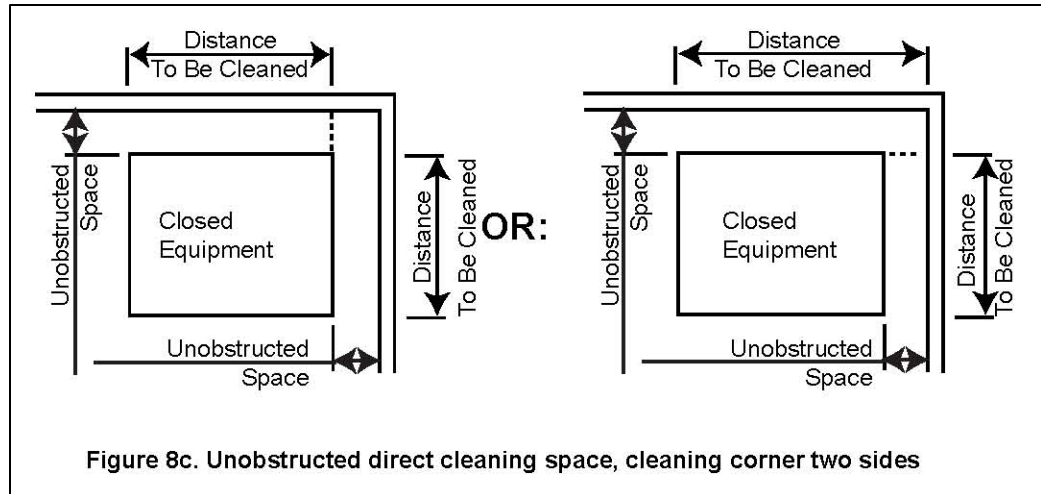 Distance
To Be Cleaned
Unobstructed
Space
Closed
Equipment
Distance
To Be Cleaned
Unobstructed
Space
OR:
Distance
To Be Cleaned
Unobstructed
Space
Closed
Equipment
Distance
To Be Cleaned
Unobstructed
Space
Figure 8c. Unobstructed direct cleaning space, cleaning corner two sides